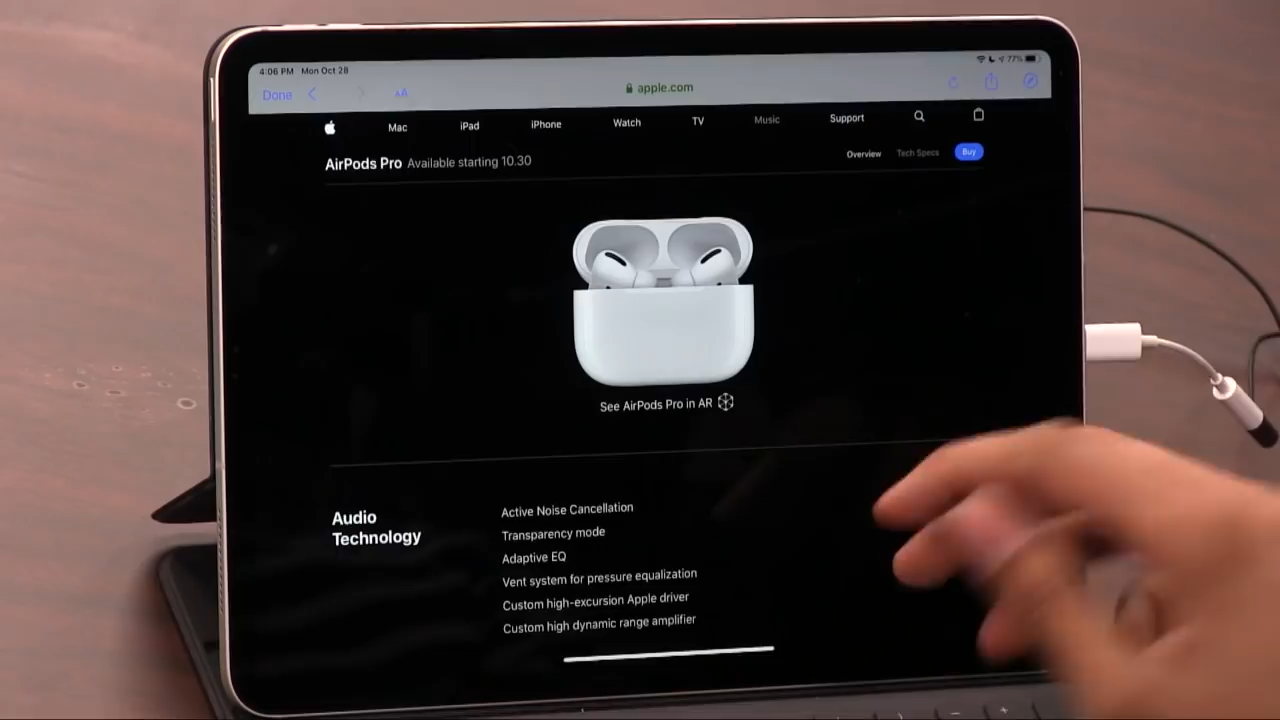 4:06 PM Mon Oct 28
77%
Done
AA
apple.com
Mac iPad iPhone Watch TV Music Support
AirPods Pro Available starting 10.30
Overview Tech Specs Buy
See AirPods Pro in AR
Audio
Technology
Active Noise Cancellation
Transparency mode
Adaptive EQ
Vent system for pressure equalization
Custom high-excursion Apple driver
Custom high dynamic range amplifier